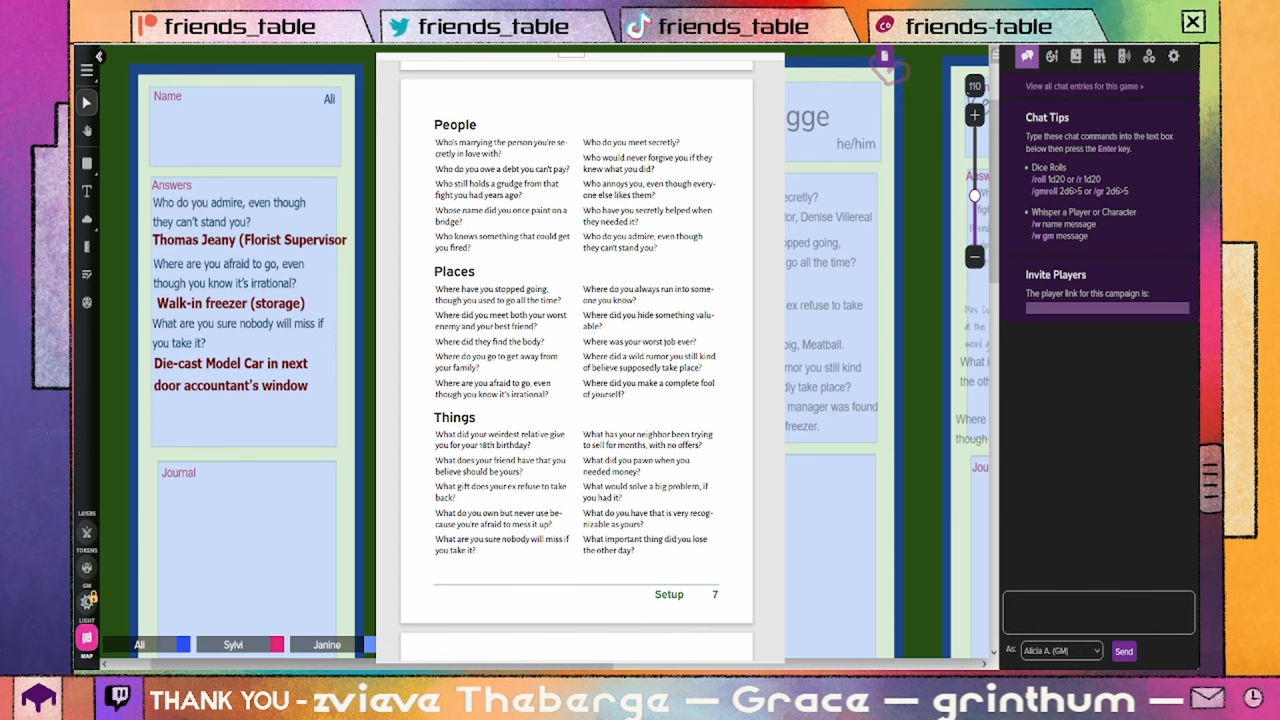 friends_table
friends_table
friends_table
friends-table
Name
Ali
Answers
Who do you admire, even though
they can't stand you?
Thomas Jeany (Florist Supervisor
Where are you afraid to go, even
though you know it's irrational?
Walk-in freezer (storage)
What are you sure nobody will miss if
you take it?
Die-cast Model Car in next
door accountant's window
Journal
LAYERS
TOKENS
GM
LIGHT
MAP
Ali
Sylvi
Janine
People
Who's marrying the person you're se-
cretly in love with?
Who do you owe a debt you can't pay?
Who still holds a grudge from that
fight you had years ago?
Whose name did you once paint on a
bridge?
Who knows something that could get
you fired?
Who do you meet secretly?
Who would never forgive you if they
knew what you did?
Who annoys you, even though every-
one else likes them?
Who have you secretly helped when
they needed it?
Who do you admire, even though
they can't stand you?
Places
Where have you stopped going,
though you used to go all the time?
Where did you meet both your worst
enemy and your best friend?
Where did they find the body?
Where do you go to get away from
your family?
Where are you afraid to go, even
though you know it's irrational?
Where do you always run into some-
one you know?
Where did you hide something valu-
able?
Where was your worst job ever?
Where did a wild rumor you still kind
of believe supposedly take place?
Where did you make a complete fool
of yourself?
Things
What did your weirdest relative give
you for your 18th birthday?
What does your friend have that you
believe should be yours?
What gift does your ex refuse to take
back?
What do you own but never use be-
cause you're afraid to mess it up?
What are you sure nobody will miss if
you take it?
What has your neighbor been trying
to sell for months, with no offers?
What did you pawn when you
needed money?
What would solve a big problem, if
you had it?
What do you have that is very recog-
nizable as yours?
What important thing did you lose
the other day?
Setup 7
gge
he/him
ecretly?
tor, Denise Villereal
opped going,
go all the time?
ex refuse to take
big, Meatball.
mor you still kind
dly take place?
manager was found
freezer.
What i
the oth
Where
though
Jou
110
View all chat entries for this game »
Chat Tips
Type these chat commands into the text box
below then press the Enter key.
• Dice Rolls
/roll 1d20 or /r 1d20
/gmroll 2d6>5 or /gr 2d6>5
• Whisper a Player or Character
/w name message
/w gm message
Invite Players
The player link for this campaign is:
As: Alicia A. (GM)
Send
THANK YOU - zvieve Theberge — Grace — grinthum —